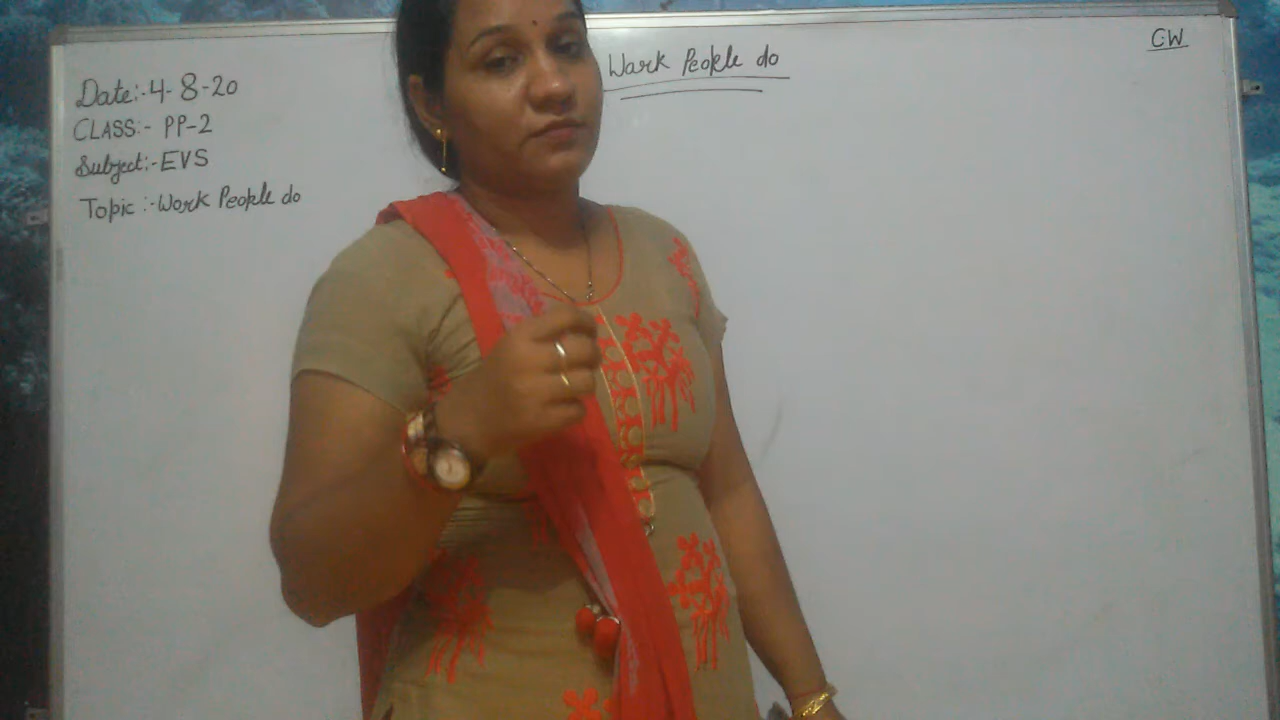 Work People do
CW
Date:-4-8-20
CLASS:- PP-2
Subject:-EVS
Topic:-Work People do